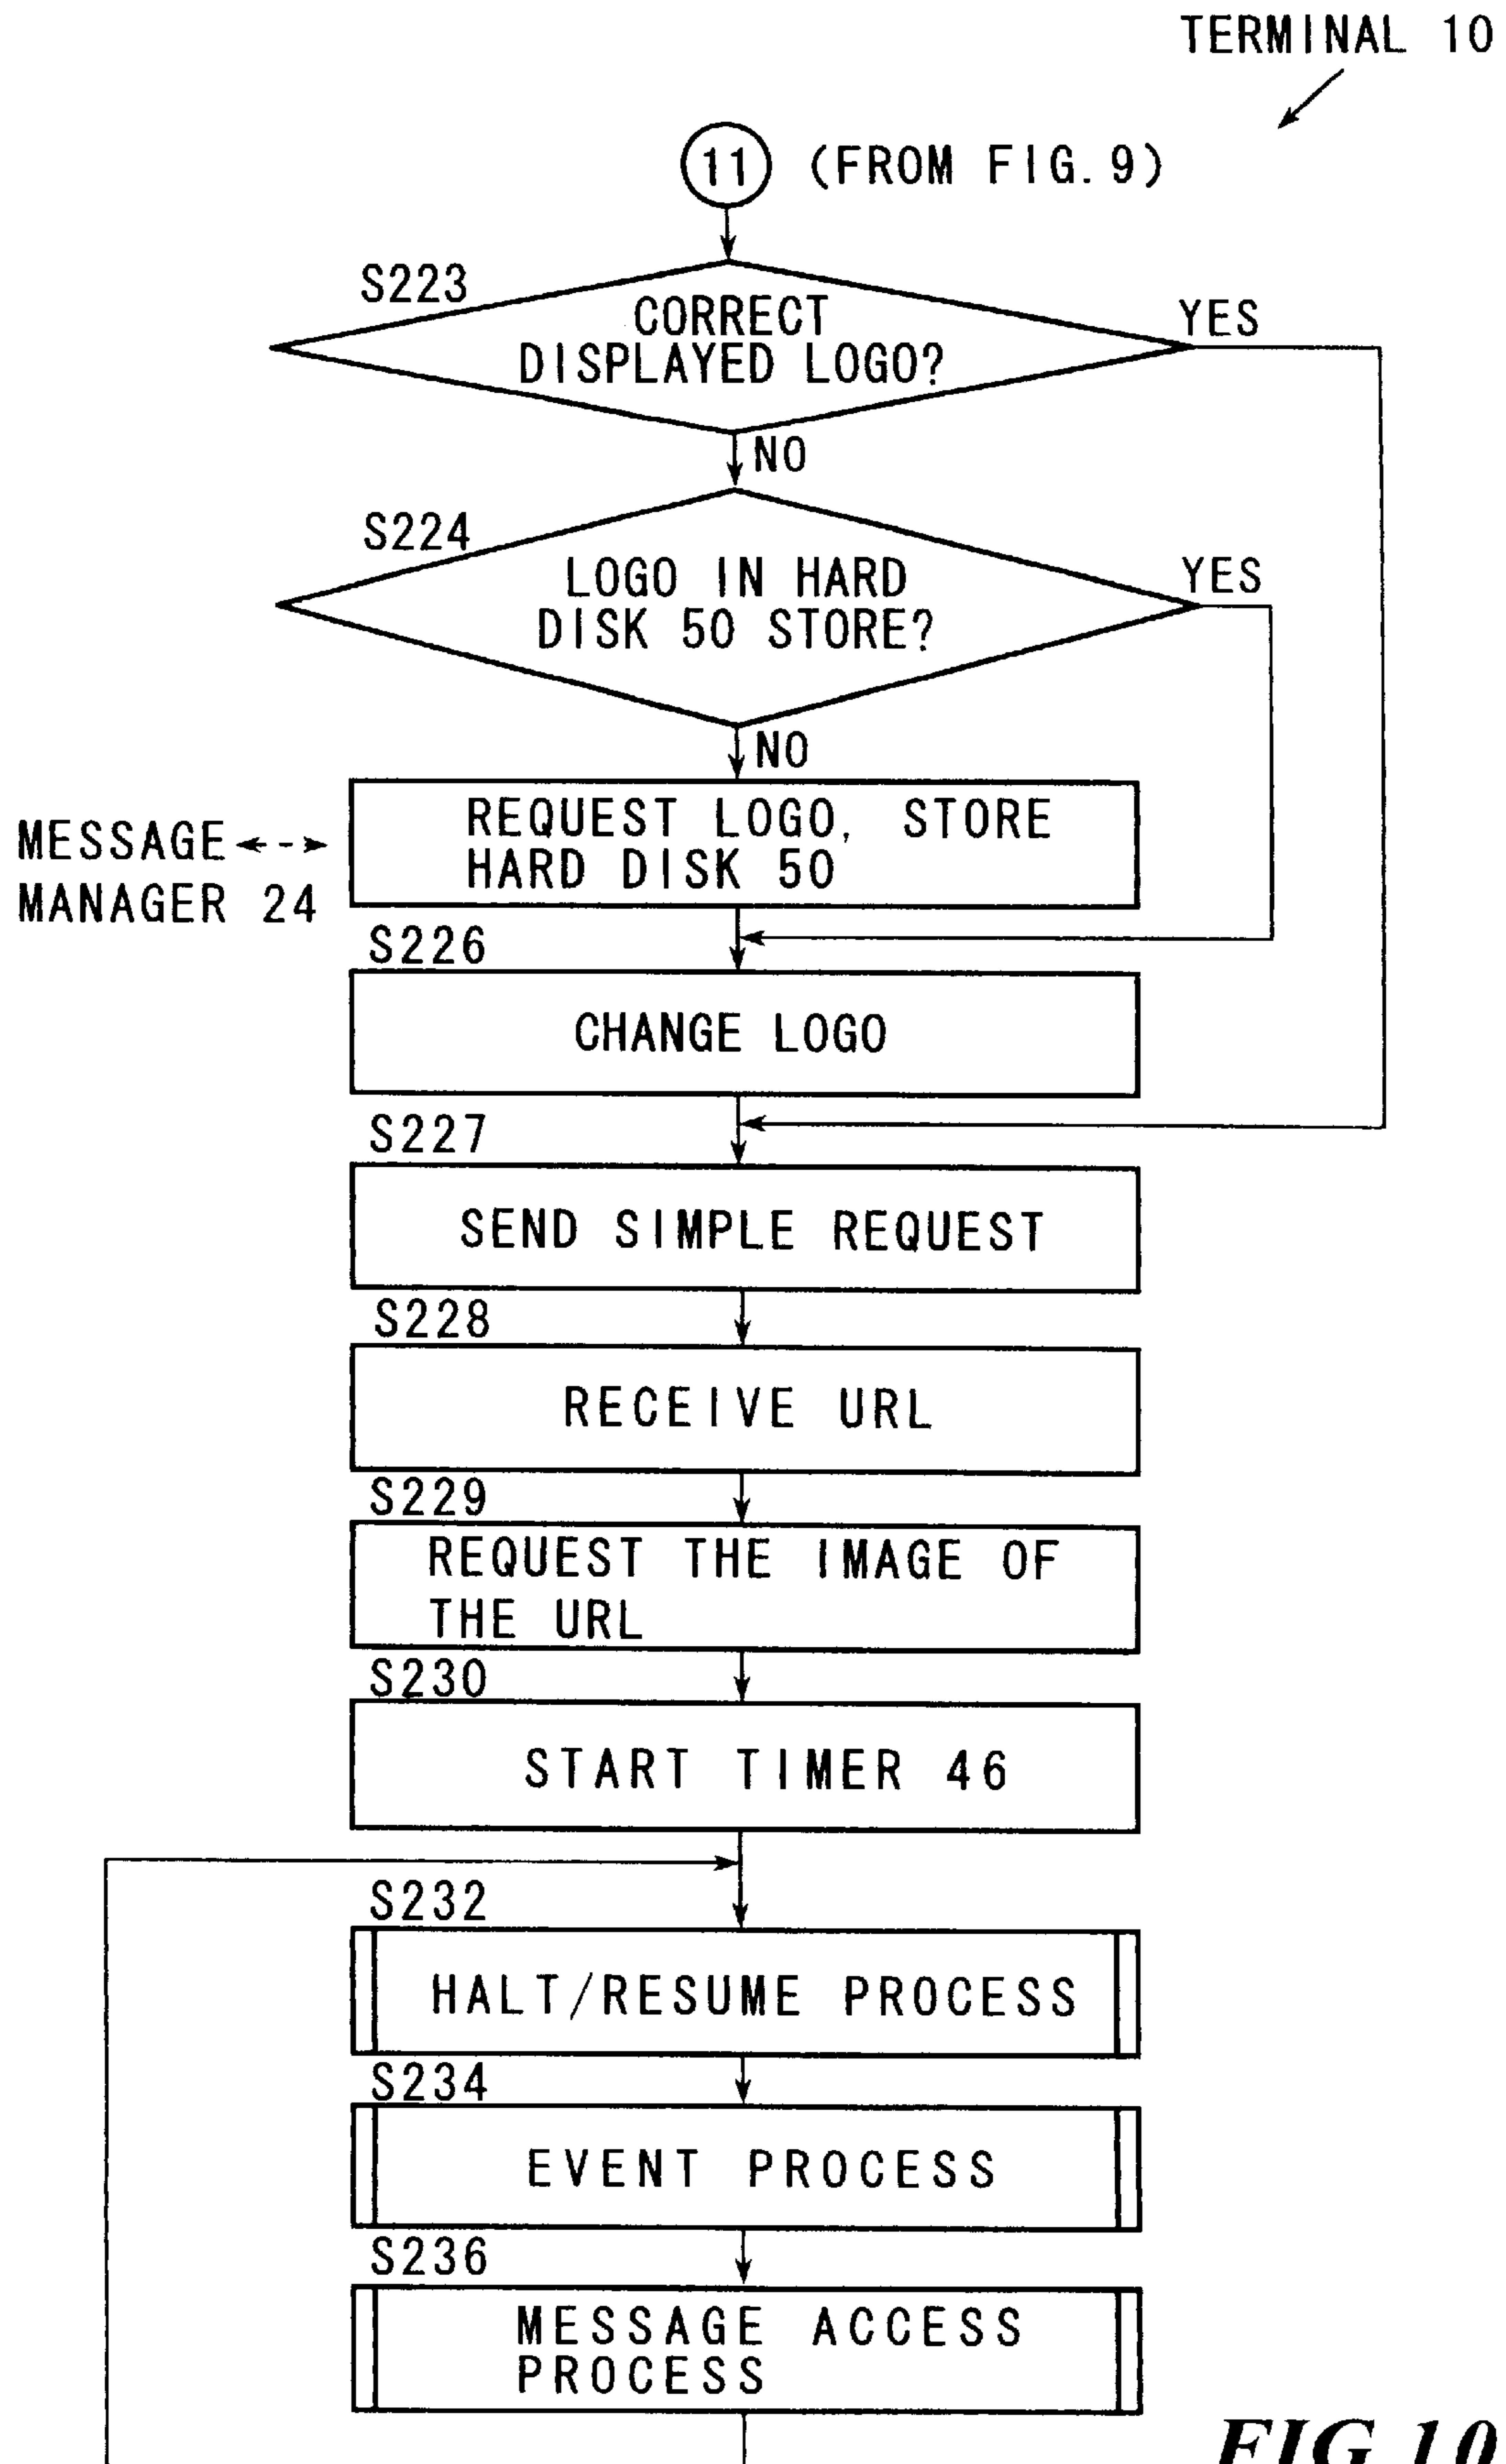 TERMINAL 10
11 (FROM FIG.9)
S223
CORRECT
DISPLAYED LOGO?
YES
NO
S224
LOGO IN HARD
DISK 50 STORE?
YES
NO
REQUEST LOGO, STORE
HARD DISK 50
MESSAGE
MANAGER 24
S226
CHANGE LOGO
S227
SEND SIMPLE REQUEST
S228
RECEIVE URL
S229
REQUEST THE IMAGE OF
THE URL
S230
START TIMER 46
S232
HALT/RESUME PROCESS
S234
EVENT PROCESS
S236
MESSAGE ACCESS
PROCESS
FIG.10